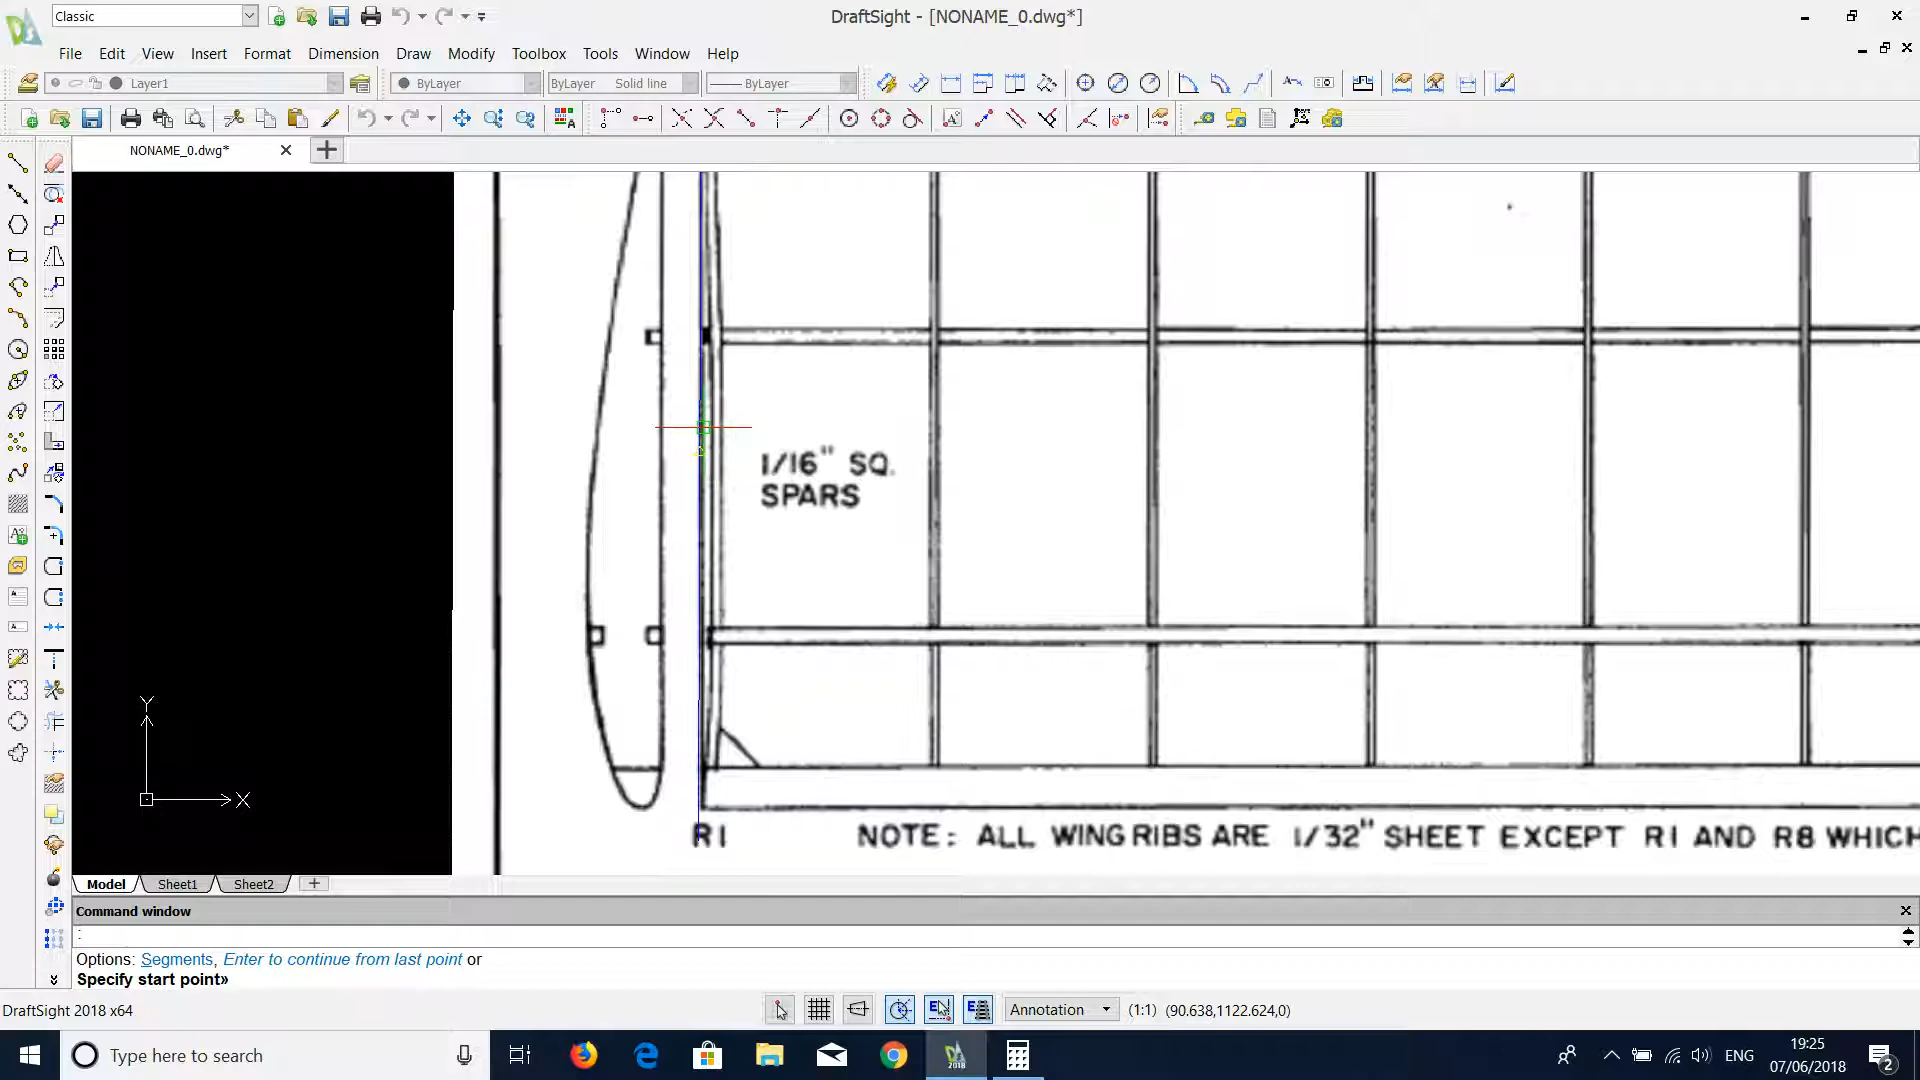 Classic
DraftSight - [NONAME_0.dwg*]
File Edit View Insert Format Dimension Draw Modify Toolbox Tools Window Help
Layer1 ByLayer ByLayer Solid line ByLayer
NONAME_0.dwg*
1/16" SQ.
SPARS
Y
X
R1 NOTE: ALL WING RIBS ARE 1/32" SHEET EXCEPT R1 AND R8 WHICH
Model Sheet1 Sheet2
Command window
:
Options: Segments, Enter to continue from last point or
Specify start point»
DraftSight 2018 x64 Annotation (1:1) (90.638,1122.624,0)
Type here to search
2018
ENG
19:25
07/06/2018
2